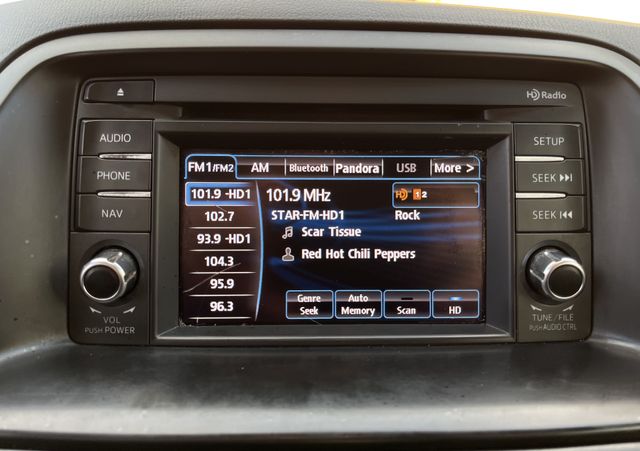 HD Radio
AUDIO
PHONE
NAV
VOL
PUSH POWER
FM1/FM2 AM Bluetooth Pandora USB More >
101.9 -HD1
102.7
93.9 -HD1
104.3
95.9
96.3
101.9 MHz
HD 1 2
STAR-FM-HD1 Rock
Scar Tissue
Red Hot Chili Peppers
Genre Seek
Auto Memory
Scan
HD
SETUP
SEEK
SEEK
TUNE/FILE
PUSH AUDIO CTRL